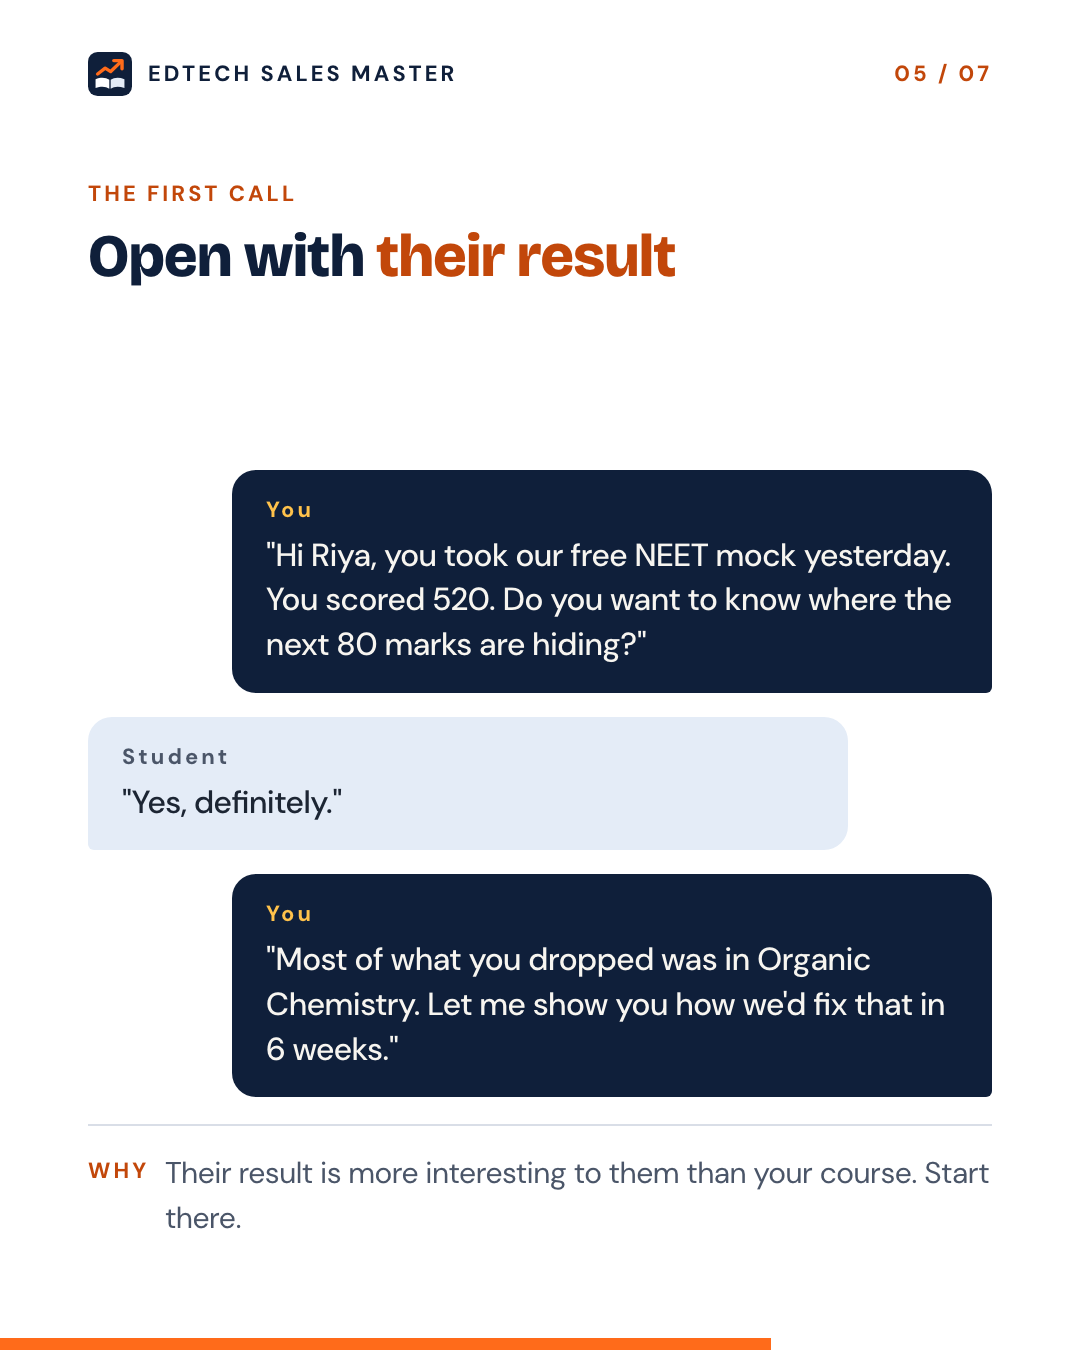 EDTECH SALES MASTER
05 / 07
THE FIRST CALL
Open with their result
You
"Hi Riya, you took our free NEET mock yesterday.
You scored 520. Do you want to know where the
next 80 marks are hiding?"
Student
"Yes, definitely."
You
"Most of what you dropped was in Organic
Chemistry. Let me show you how we'd fix that in
6 weeks."
WHY
Their result is more interesting to them than your course. Start
there.